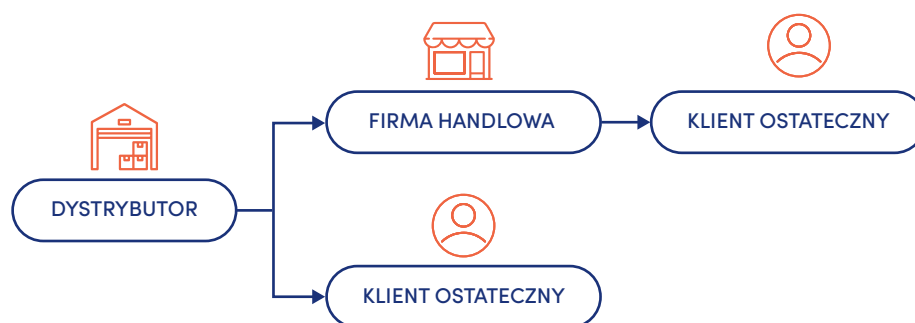 FIRMA HANDLOWA
KLIENT OSTATECZNY
DYSTRYBUTOR
KLIENT OSTATECZNY